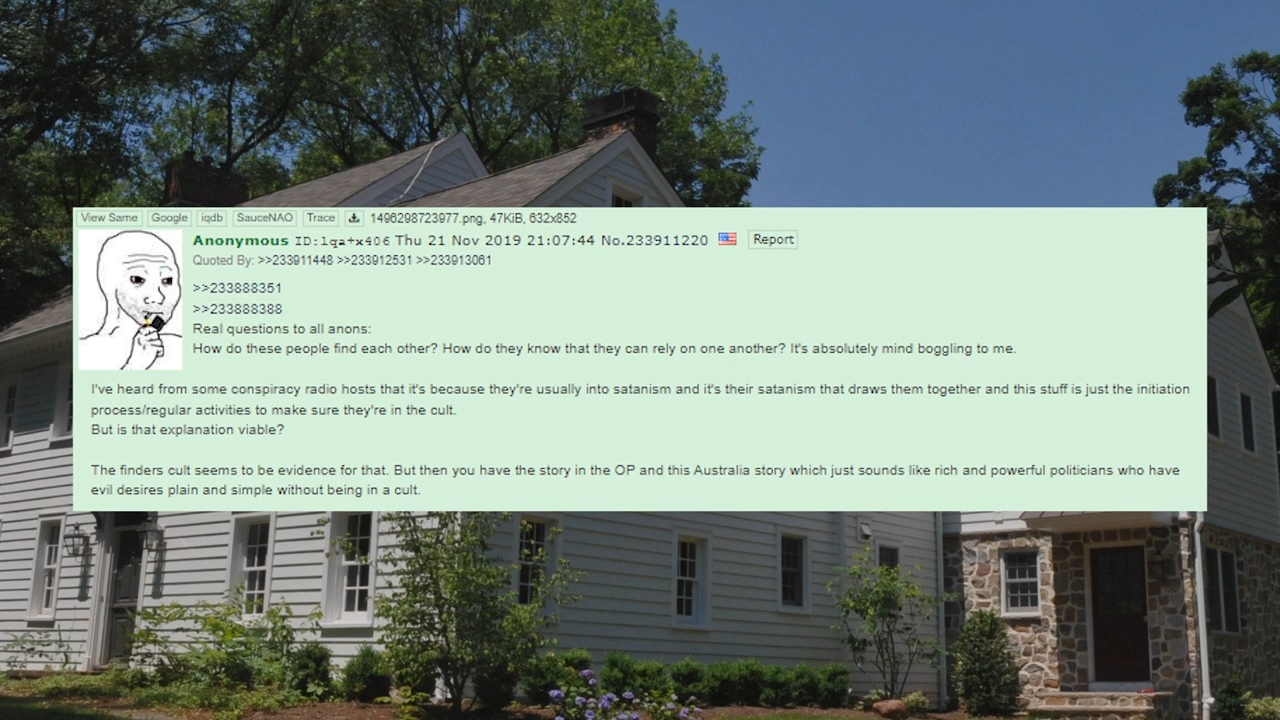 View Same Google iqdb SauceNAO Trace 1496298723977.png, 47KiB, 632x852
Anonymous ID:lqa+x406 Thu 21 Nov 2019 21:07:44 No.233911220 Report
Quoted By: >>233911448 >>233912531 >>233913061
>>233888351
>>233888388
Real questions to all anons:
How do these people find each other? How do they know that they can rely on one another? It's absolutely mind boggling to me.
I've heard from some conspiracy radio hosts that it's because they're usually into satanism and it's their satanism that draws them together and this stuff is just the initiation
process/regular activities to make sure they're in the cult.
But is that explanation viable?
The finders cult seems to be evidence for that. But then you have the story in the OP and this Australia story which just sounds like rich and powerful politicians who have
evil desires plain and simple without being in a cult.